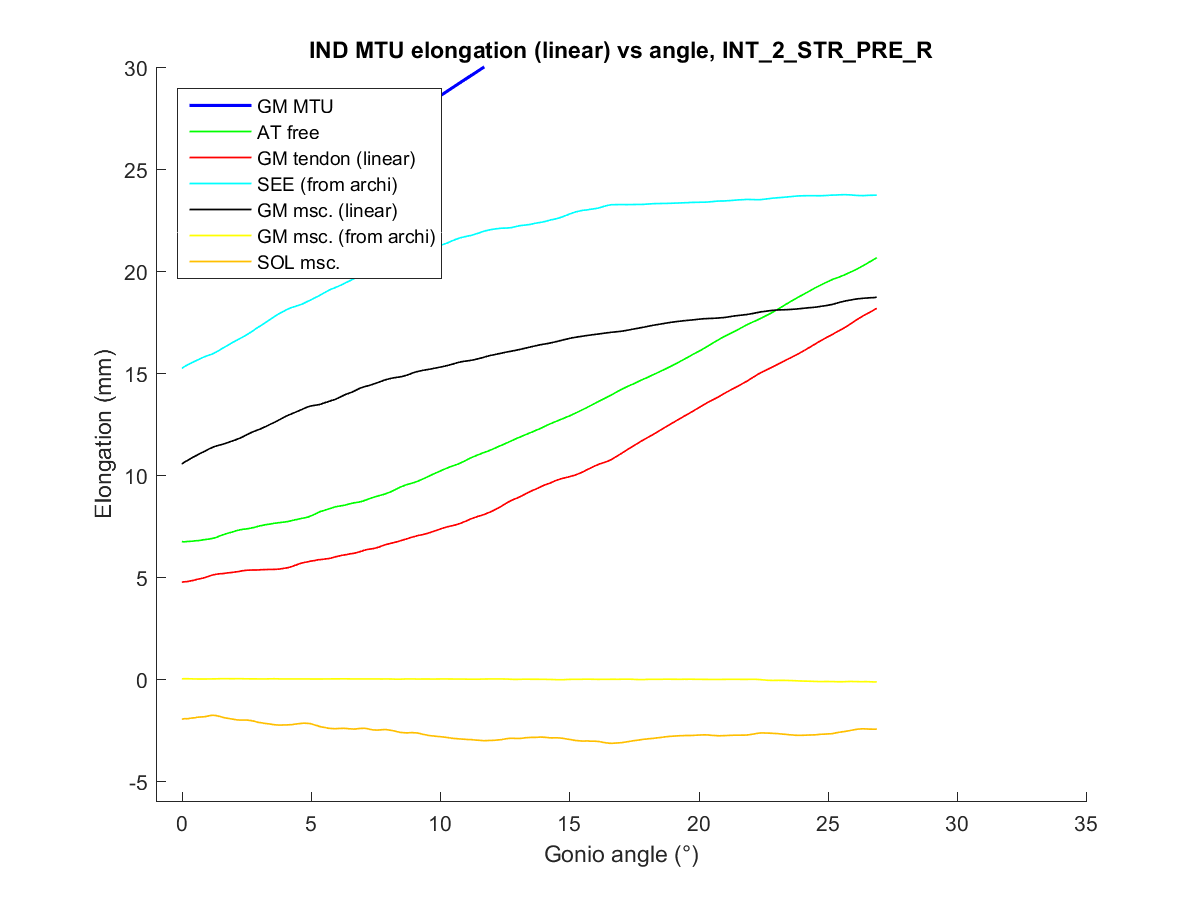 IND MTU elongation (linear) vs angle, INT_2_STR_PRE_R
30
25
20
15
10
5
0
-5
Elongation (mm)
GM MTU
AT free
GM tendon (linear)
SEE (from archi)
GM msc. (linear)
GM msc. (from archi)
SOL msc.
0 5 10 15 20 25 30 35
Gonio angle (°)